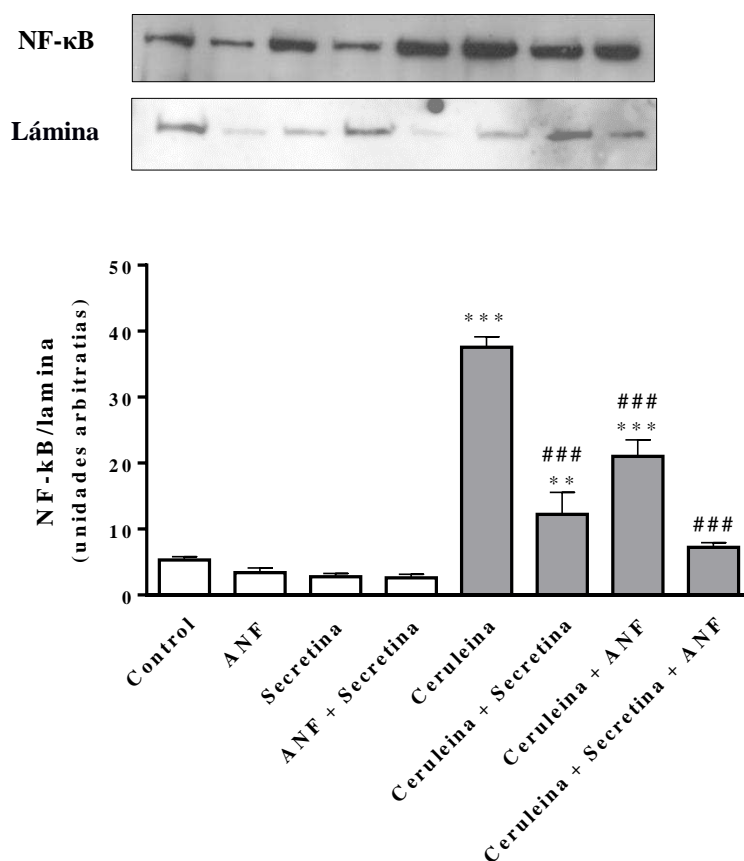 NF-κB
Lámina
NF-kB/lamina
(unidades arbitratias)
50
40
30
20
10
0
***
###
**
###
***
###
Control
ANF
Secretina
ANF + Secretina
Ceruleina
Ceruleina + Secretina
Ceruleina + ANF
Ceruleina + Secretina + ANF